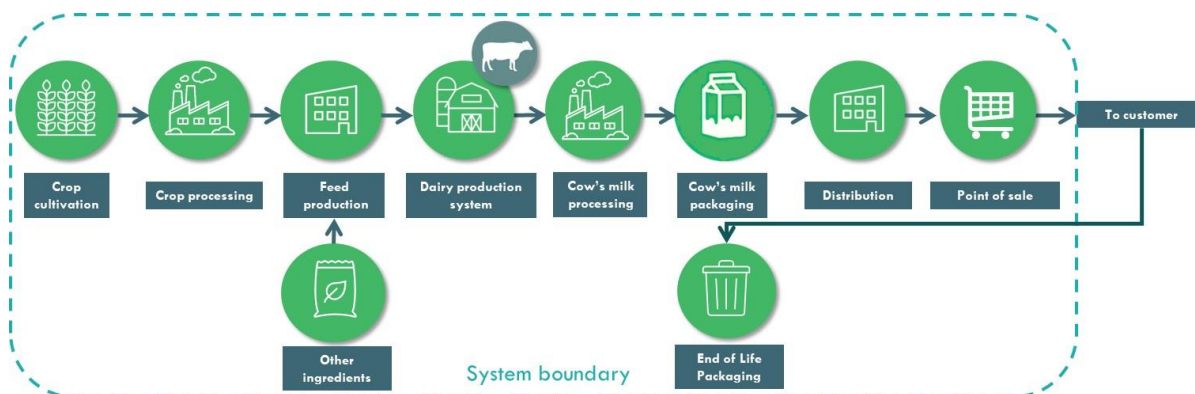 To customer
Crop
cultivation
Crop processing
Feed
production
Dairy production
system
Cow's milk
processing
Cow's milk
packaging
Distribution
Point of sale
Other
ingredients
End of Life
Packaging
System boundary